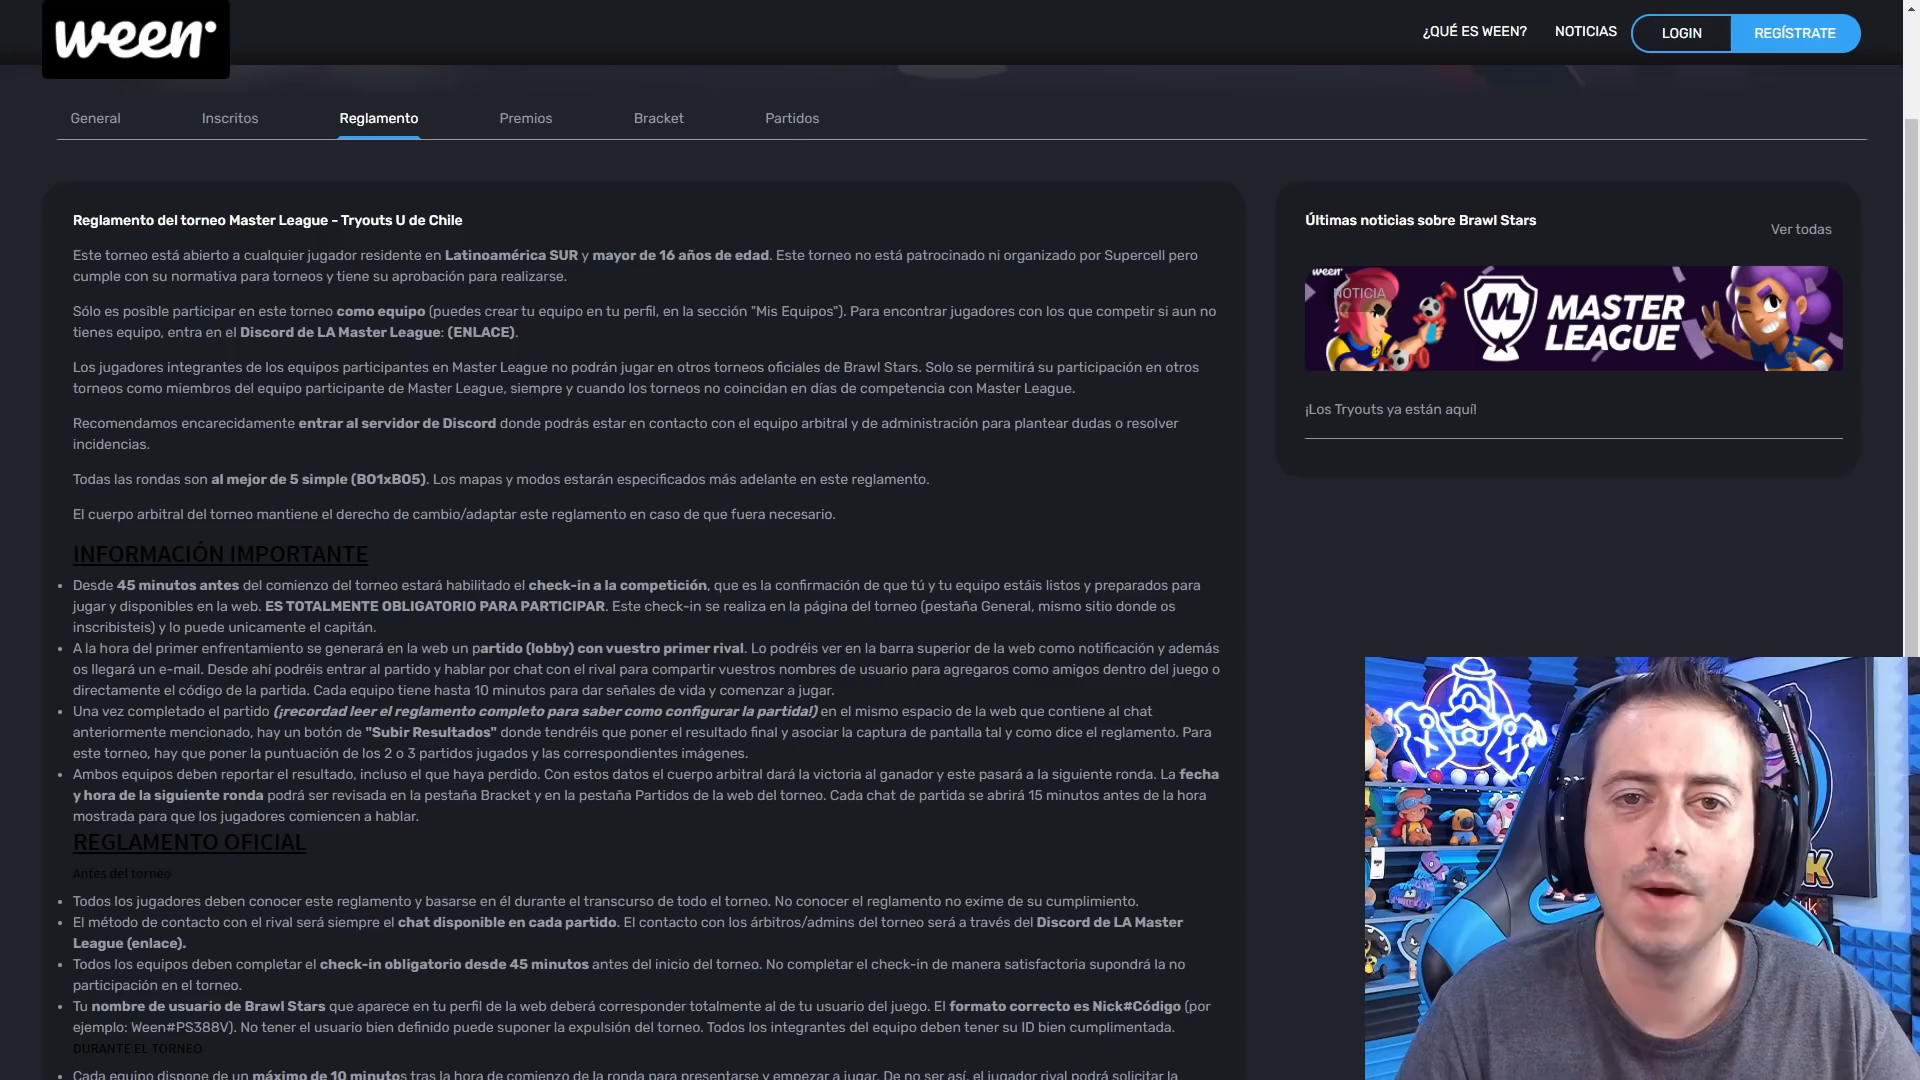 ween
¿QUÉ ES WEEN?
NOTICIAS
LOGIN
REGÍSTRATE
General
Inscritos
Reglamento
Premios
Bracket
Partidos
Reglamento del torneo Master League - Tryouts U de Chile
Este torneo está abierto a cualquier jugador residente en Latinoamérica SUR y mayor de 16 años de edad. Este torneo no está patrocinado ni organizado por Supercell pero
cumple con su normativa para torneos y tiene su aprobación para realizarse.
Sólo es posible participar en este torneo como equipo (puedes crear tu equipo en tu perfil, en la sección "Mis Equipos"). Para encontrar jugadores con los que competir si aun no
tienes equipo, entra en el Discord de LA Master League: (ENLACE).
Los jugadores integrantes de los equipos participantes en Master League no podrán jugar en otros torneos oficiales de Brawl Stars. Solo se permitirá su participación en otros
torneos como miembros del equipo participante de Master League, siempre y cuando los torneos no coincidan en días de competencia con Master League.
Recomendamos encarecidamente entrar al servidor de Discord donde podrás estar en contacto con el equipo arbitral y de administración para plantear dudas o resolver
incidencias.
Todas las rondas son al mejor de 5 simple (BO1xBO5). Los mapas y modos estarán especificados más adelante en este reglamento.
El cuerpo arbitral del torneo mantiene el derecho de cambio/adaptar este reglamento en caso de que fuera necesario.
INFORMACIÓN IMPORTANTE
• Desde 45 minutos antes del comienzo del torneo estará habilitado el check-in a la competición, que es la confirmación de que tú y tu equipo estáis listos y preparados para
jugar y disponibles en la web. ES TOTALMENTE OBLIGATORIO PARA PARTICIPAR. Este check-in se realiza en la página del torneo (pestaña General, mismo sitio donde os
inscribisteis) y lo puede unicamente el capitán.
• A la hora del primer enfrentamiento se generará en la web un partido (lobby) con vuestro primer rival. Lo podréis ver en la barra superior de la web como notificación y además
os llegará un e-mail. Desde ahí podréis entrar al partido y hablar por chat con el rival para compartir vuestros nombres de usuario para agregaros como amigos dentro del juego o
directamente el código de la partida. Cada equipo tiene hasta 10 minutos para dar señales de vida y comenzar a jugar.
• Una vez completado el partido (¡recordad leer el reglamento completo para saber como configurar la partida!) en el mismo espacio de la web que contiene al chat
anteriormente mencionado, hay un botón de "Subir Resultados" donde tendréis que poner el resultado final y asociar la captura de pantalla tal y como dice el reglamento. Para
este torneo, hay que poner la puntuación de los 2 o 3 partidos jugados y las correspondientes imágenes.
• Ambos equipos deben reportar el resultado, incluso el que haya perdido. Con estos datos el cuerpo arbitral dará la victoria al ganador y este pasará a la siguiente ronda. La fecha
y hora de la siguiente ronda podrá ser revisada en la pestaña Bracket y en la pestaña Partidos de la web del torneo. Cada chat de partida se abrirá 15 minutos antes de la hora
mostrada para que los jugadores comiencen a hablar.
REGLAMENTO OFICIAL
Antes del torneo
• Todos los jugadores deben conocer este reglamento y basarse en él durante el transcurso de todo el torneo. No conocer el reglamento no exime de su cumplimiento.
• El método de contacto con el rival será siempre el chat disponible en cada partido. El contacto con los árbitros/admins del torneo será a través del Discord de LA Master
League (enlace).
• Todos los equipos deben completar el check-in obligatorio desde 45 minutos antes del inicio del torneo. No completar el check-in de manera satisfactoria supondrá la no
participación en el torneo.
• Tu nombre de usuario de Brawl Stars que aparece en tu perfil de la web deberá corresponder totalmente al de tu usuario del juego. El formato correcto es Nick#Código (por
ejemplo: Ween#PS388V). No tener el usuario bien definido puede suponer la expulsión del torneo. Todos los integrantes del equipo deben tener su ID bien cumplimentada.
DURANTE EL TORNEO
• Cada equipo dispone de un máximo de 10 minutos tras la hora de comienzo de la ronda para presentarse y empezar a jugar. De no ser así, el jugador rival podrá solicitar la
Últimas noticias sobre Brawl Stars
Ver todas
ween
NOTICIA
ML
MASTER
LEAGUE
¡Los Tryouts ya están aquí!